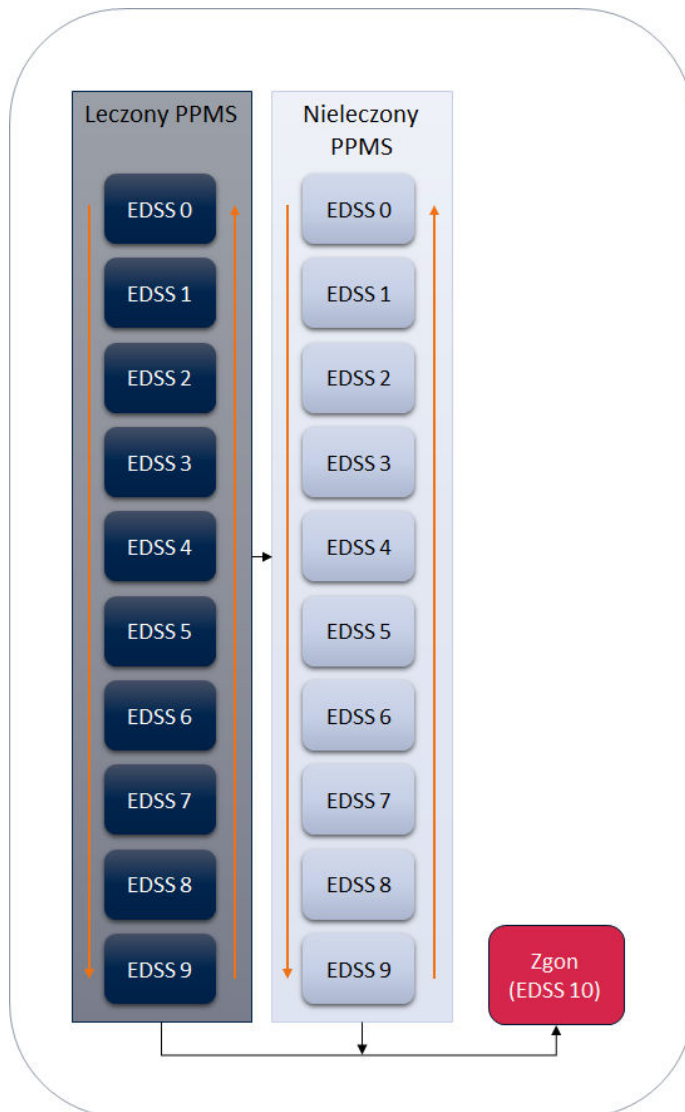 Leczony PPMS
EDSS 0
EDSS 1
EDSS 2
EDSS 3
EDSS 4
EDSS 5
EDSS 6
EDSS 7
EDSS 8
EDSS 9
Nieleczony
PPMS
EDSS 0
EDSS 1
EDSS 2
EDSS 3
EDSS 4
EDSS 5
EDSS 6
EDSS 7
EDSS 8
EDSS 9
Zgon
(EDSS 10)